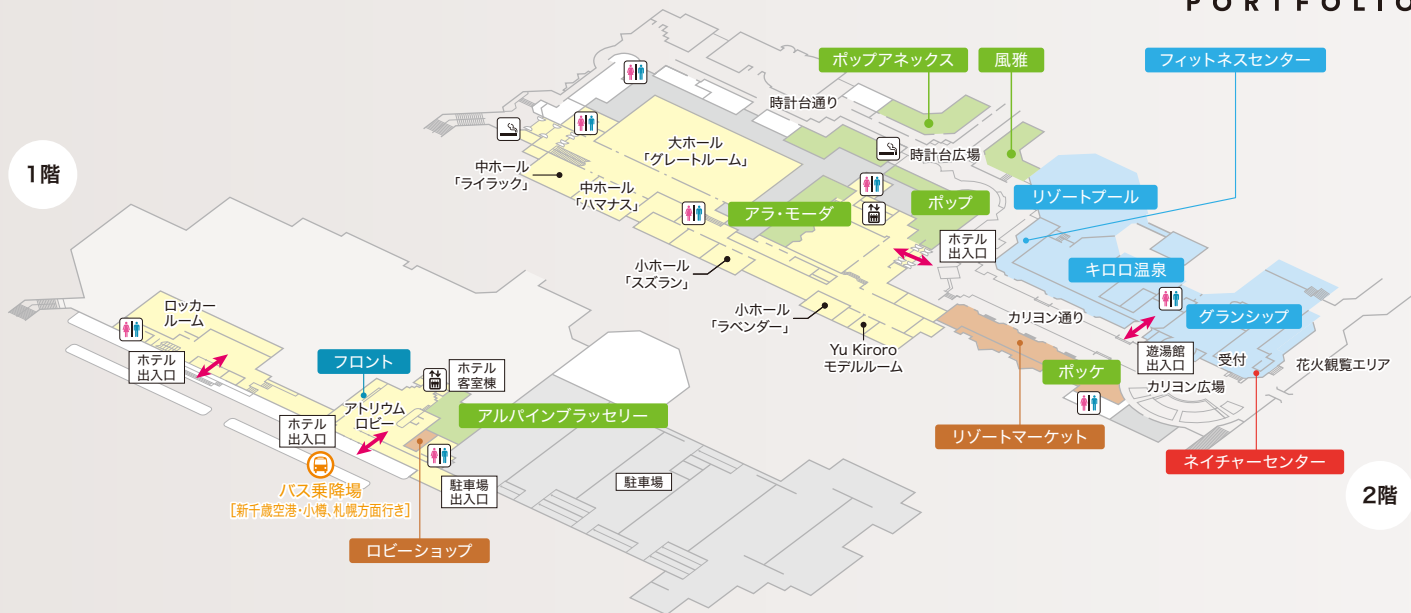 PORTFOLIO
ポップアネックス
風雅
フィットネスセンター
時計台通り
大ホール
「グレートルーム」
時計台広場
中ホール
「ライラック」
中ホール
「ハマナス」
1階
リゾートプール
アラ・モーダ
ポップ
ホテル
出入口
キロロ温泉
小ホール
「スズラン」
小ホール
「ラベンダー」
カリヨン通り
グランシップ
Yu Kiroro
モデルルーム
遊湯館
出入口
受付
花火観覧エリア
ポッケ
カリヨン広場
リゾートマーケット
ネイチャーセンター
2階
ロッカー
ルーム
ホテル
出入口
フロント
ホテル
客室棟
アトリウム
ロビー
アルパインブラッセリー
ホテル
出入口
バス乗降場
[新千歳空港・小樽、札幌方面行き]
駐車場
出入口
駐車場
ロビーショップ